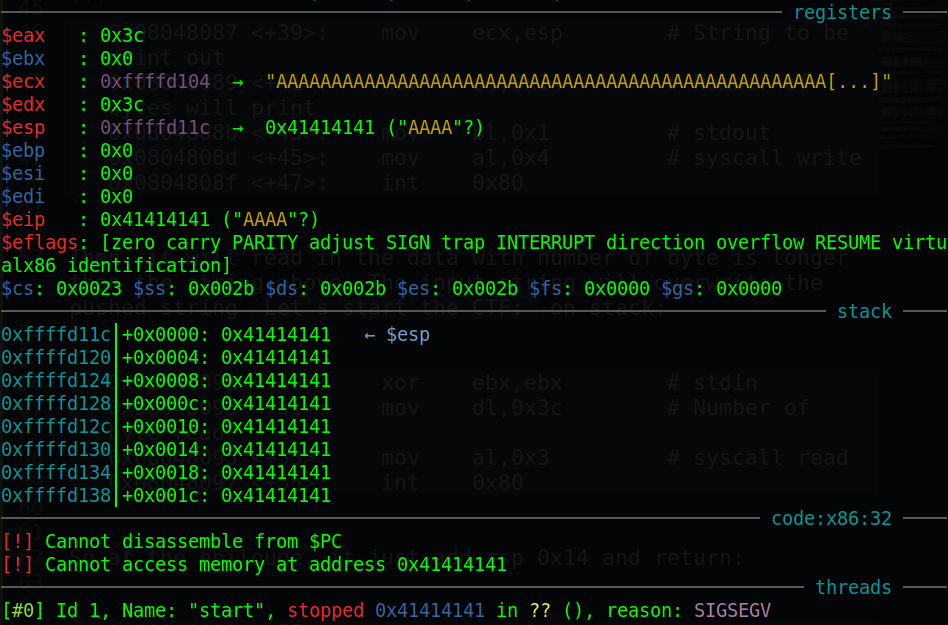 registers
$eax   : 0x3c
$ebx   : 0x0
$ecx   : 0xffffd104  →  "AAAAAAAAAAAAAAAAAAAAAAAAAAAAAAAAAAAAAAAAAAAAAAAAAA[...]"
$edx   : 0x3c
$esp   : 0xffffd11c  →  0x41414141 ("AAAA"?)
$ebp   : 0x0
$esi   : 0x0
$edi   : 0x0
$eip   : 0x41414141 ("AAAA"?)
$eflags: [zero carry PARITY adjust SIGN trap INTERRUPT direction overflow RESUME virtu
alx86 identification]
$cs: 0x0023 $ss: 0x002b $ds: 0x002b $es: 0x002b $fs: 0x0000 $gs: 0x0000
stack
0xffffd11c│+0x0000: 0x41414141   ← $esp
0xffffd120│+0x0004: 0x41414141
0xffffd124│+0x0008: 0x41414141
0xffffd128│+0x000c: 0x41414141
0xffffd12c│+0x0010: 0x41414141
0xffffd130│+0x0014: 0x41414141
0xffffd134│+0x0018: 0x41414141
0xffffd138│+0x001c: 0x41414141
code:x86:32
[!] Cannot disassemble from $PC
[!] Cannot access memory at address 0x41414141
threads
[#0] Id 1, Name: "start", stopped 0x41414141 in ?? (), reason: SIGSEGV